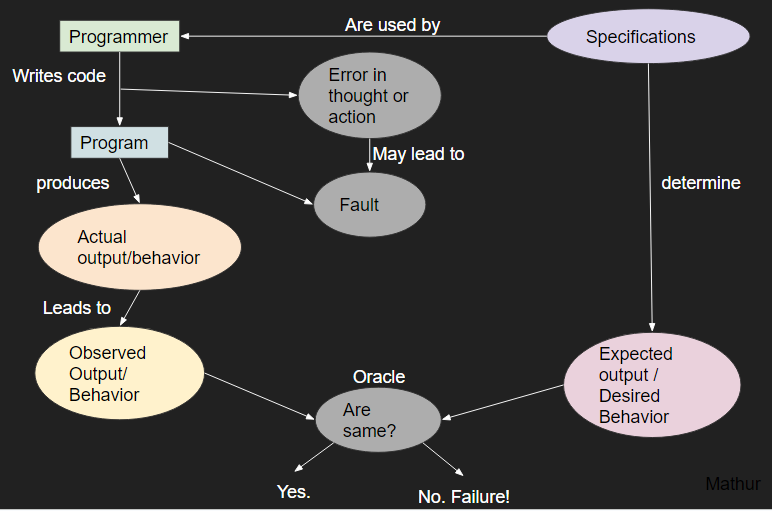 Programmer
Are used by
Specifications
Writes code
Error in
thought or
action
Program
May lead to
produces
Fault
determine
Actual
output/behavior
Leads to
Observed
Output/
Behavior
Oracle
Are
same?
Expected
output /
Desired
Behavior
Yes.
No. Failure!
Mathur